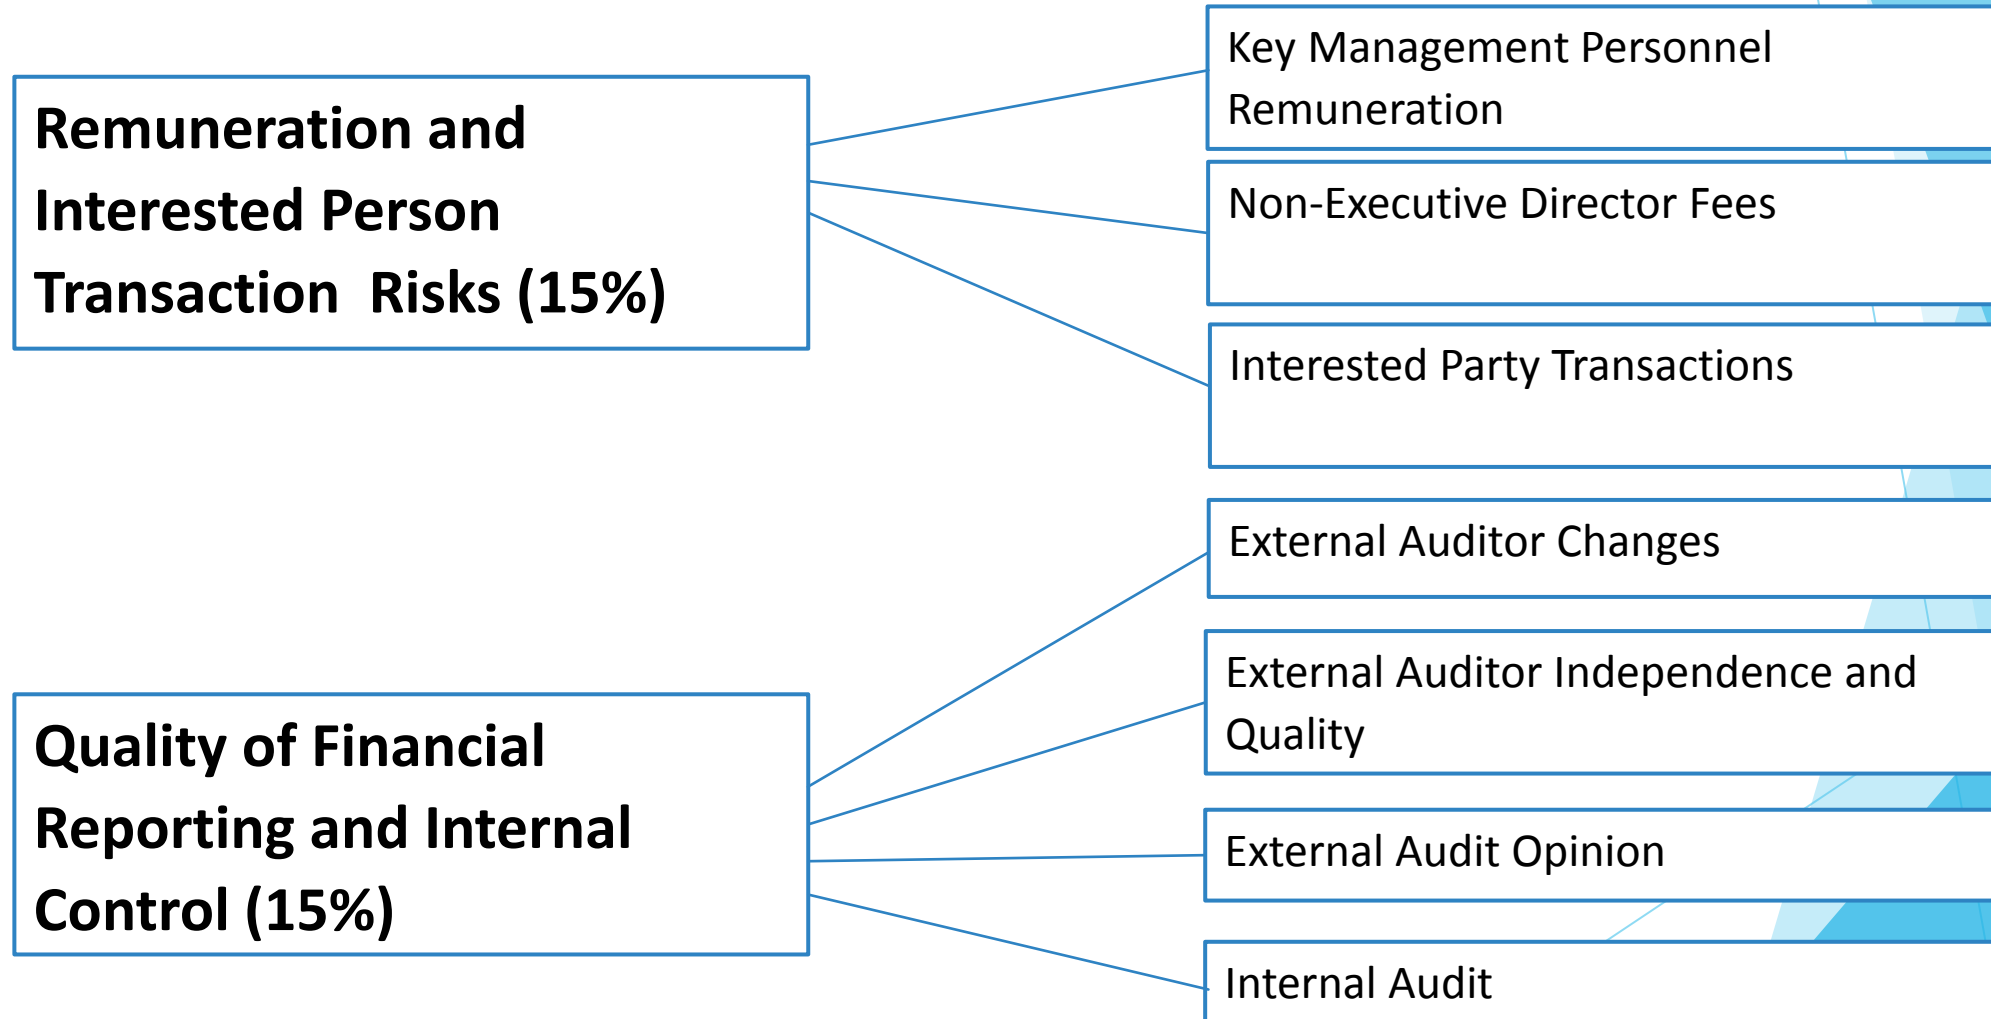 Remuneration and
Interested Person
Transaction  Risks (15%)
Key Management Personnel
Remuneration
Non-Executive Director Fees
Interested Party Transactions
Quality of Financial
Reporting and Internal
Control (15%)
External Auditor Changes
External Auditor Independence and
Quality
External Audit Opinion
Internal Audit